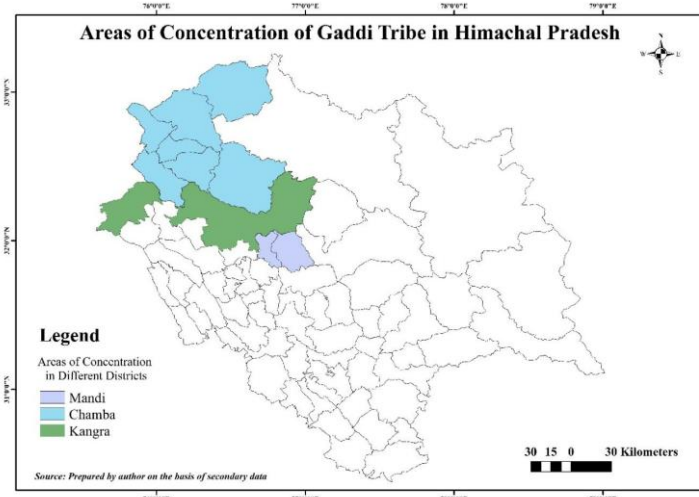 76°0'0"E 77°0'0"E 78°0'0"E 79°0'0"E
Areas of Concentration of Gaddi Tribe in Himachal Pradesh
N
W
S
33°0'0"N
32°0'0"N
31°0'0"N
Legend
Areas of Concentration
in Different Districts
Mandi
Chamba
Kangra
30 15 0 30 Kilometers
Source: Prepared by author on the basis of secondary data